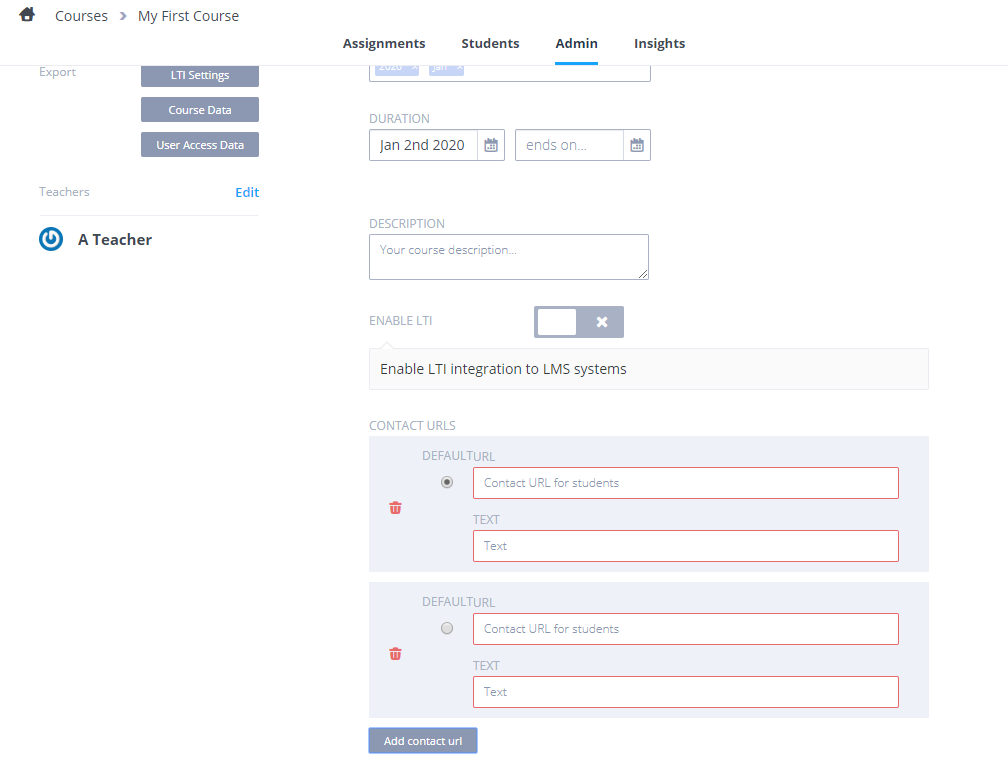 Courses > My First Course
Assignments Students Admin Insights
Export
LTI Settings
Course Data
User Access Data
Teachers Edit
A Teacher
2020 × jan ×
DURATION
Jan 2nd 2020 ends on...
DESCRIPTION
Your course description...
ENABLE LTI
Enable LTI integration to LMS systems
CONTACT URLS
DEFAULT URL
Contact URL for students
TEXT
Text
DEFAULT URL
Contact URL for students
TEXT
Text
Add contact url